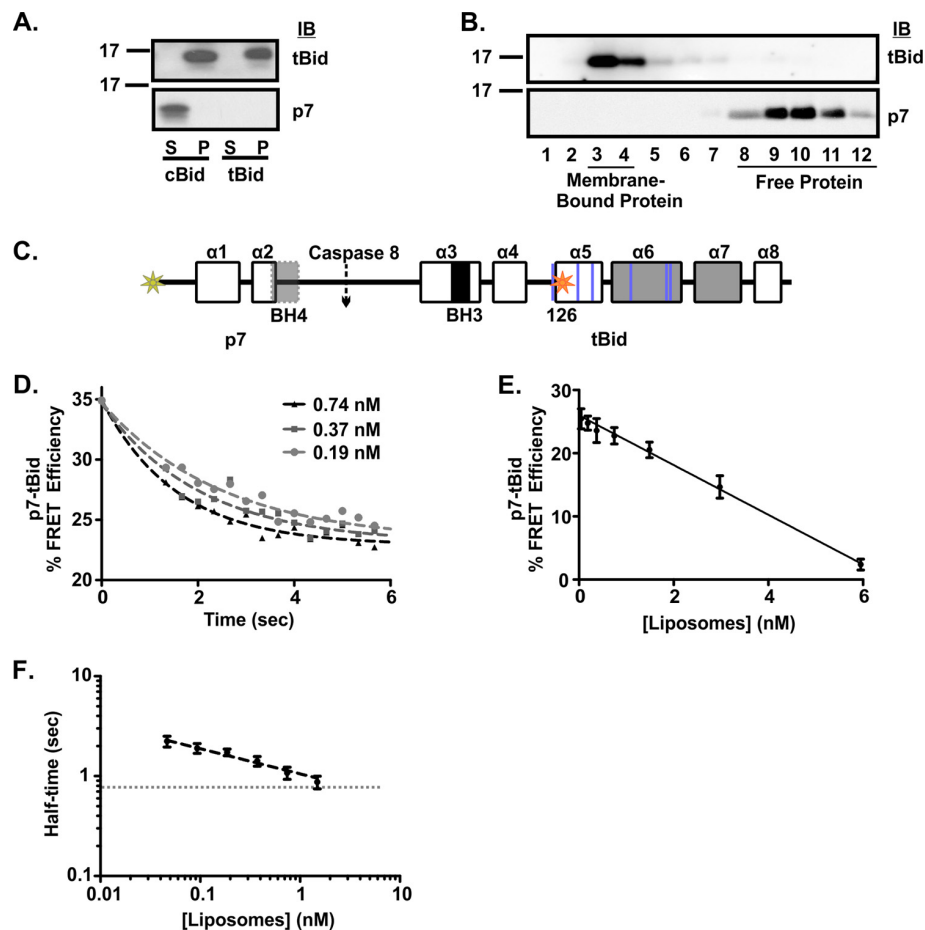 A.
IB
17
tBid
17
p7
S P S P
cBid tBid
B.
IB
17
tBid
17
p7
1 2 3 4 5 6 7 8 9 10 11 12
Membrane-
Bound Protein
Free Protein
C.
α1 α2 Caspase 8 α3 α4 α5 α6 α7 α8
BH4 BH3 126
p7 tBid
D.
p7-tBid
% FRET Efficiency
35
30
25
20
0.74 nM
0.37 nM
0.19 nM
0 2 4 6
Time (sec)
E.
p7-tBid
% FRET Efficiency
30
20
10
0
0 2 4 6
[Liposomes] (nM)
F.
Half-time (sec)
10
1
0.1
0.01 0.1 1 10
[Liposomes] (nM)